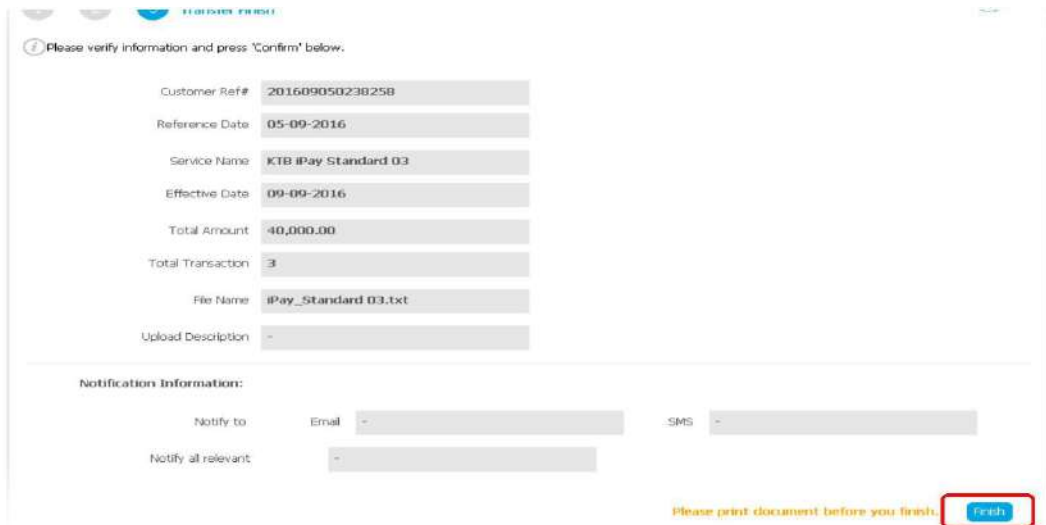 Transfer Finish
Please verify information and press 'Confirm' below.
Customer Ref# 201609050238258
Reference Date 05-09-2016
Service Name KTB iPay Standard 03
Effective Date 09-09-2016
Total Amount 40,000.00
Total Transaction 3
File Name iPay_Standard 03.txt
Upload Description -
Notification Information:
Notify to Email - SMS -
Notify all relevant -
Please print document before you finish. Finish